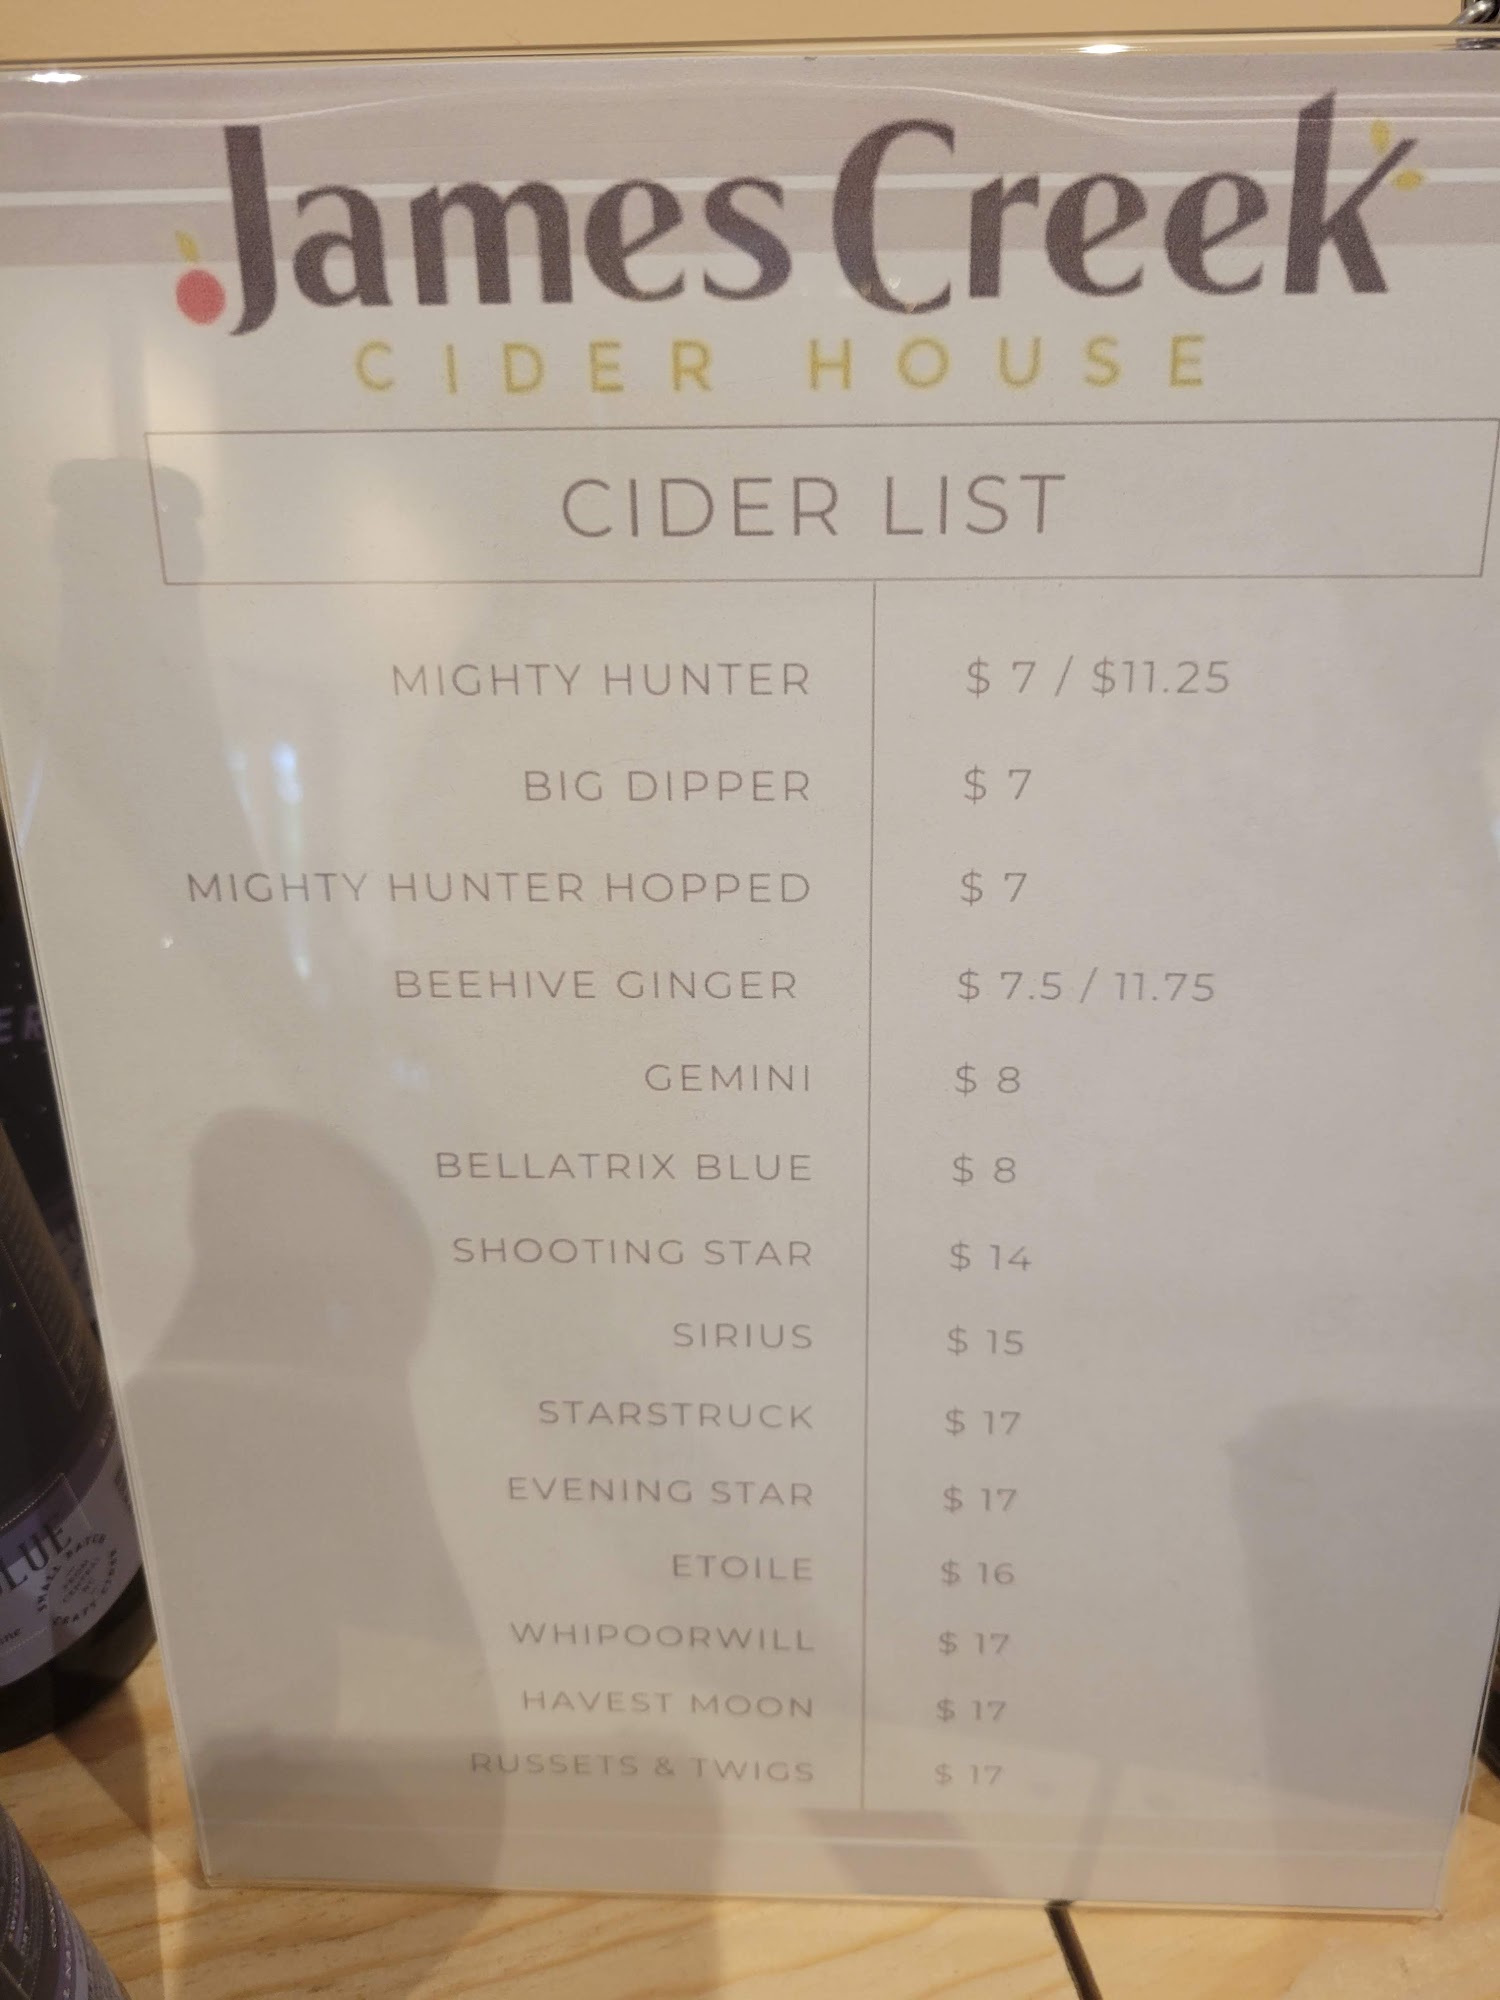 James Creek
CIDER HOUSE
CIDER LIST
MIGHTY HUNTER $ 7 / $11.25
BIG DIPPER $ 7
MIGHTY HUNTER HOPPED $ 7
BEEHIVE GINGER $ 7.5 / 11.75
GEMINI $ 8
BELLATRIX BLUE $ 8
SHOOTING STAR $ 14
SIRIUS $ 15
STARSTRUCK $ 17
EVENING STAR $ 17
ETOILE $ 16
WHIPOORWILL $ 17
HAVEST MOON $ 17
RUSSETS & TWIGS $ 17